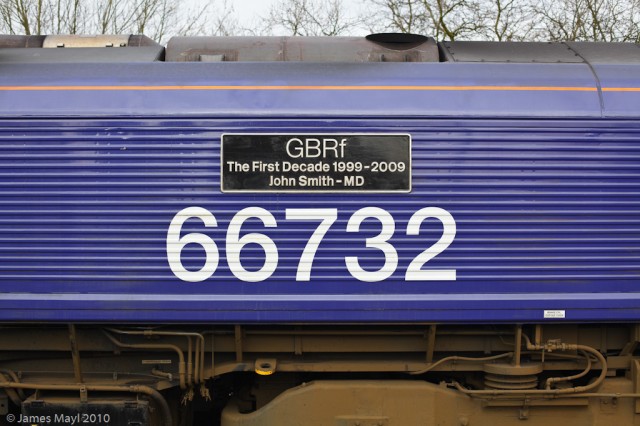 GBRf
The First Decade 1999-2009
John Smith - MD
66732
© James Mayl 2010